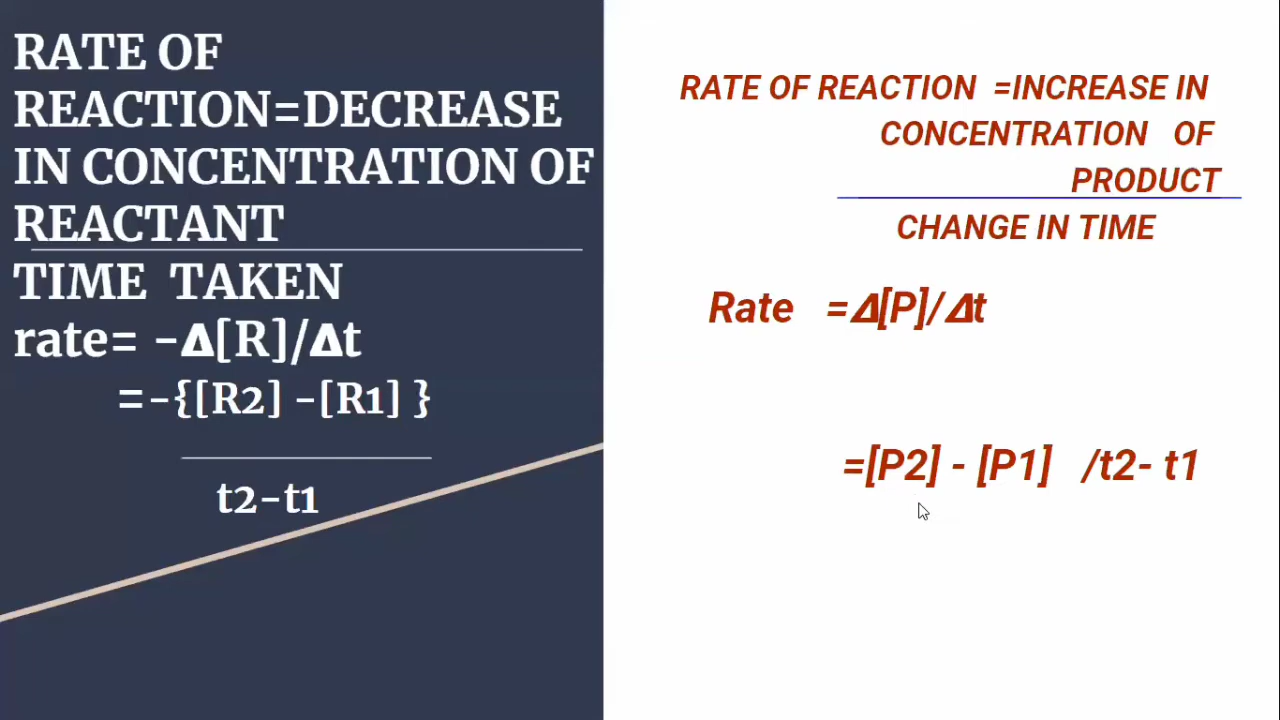 RATE OF
REACTION=DECREASE
IN CONCENTRATION OF
REACTANT
TIME TAKEN
rate= -Δ[R]/Δt
=-{[R2] -[R1] }
t2-t1
RATE OF REACTION =INCREASE IN
CONCENTRATION OF
PRODUCT
CHANGE IN TIME
Rate =Δ[P]/Δt
=[P2] - [P1] /t2- t1